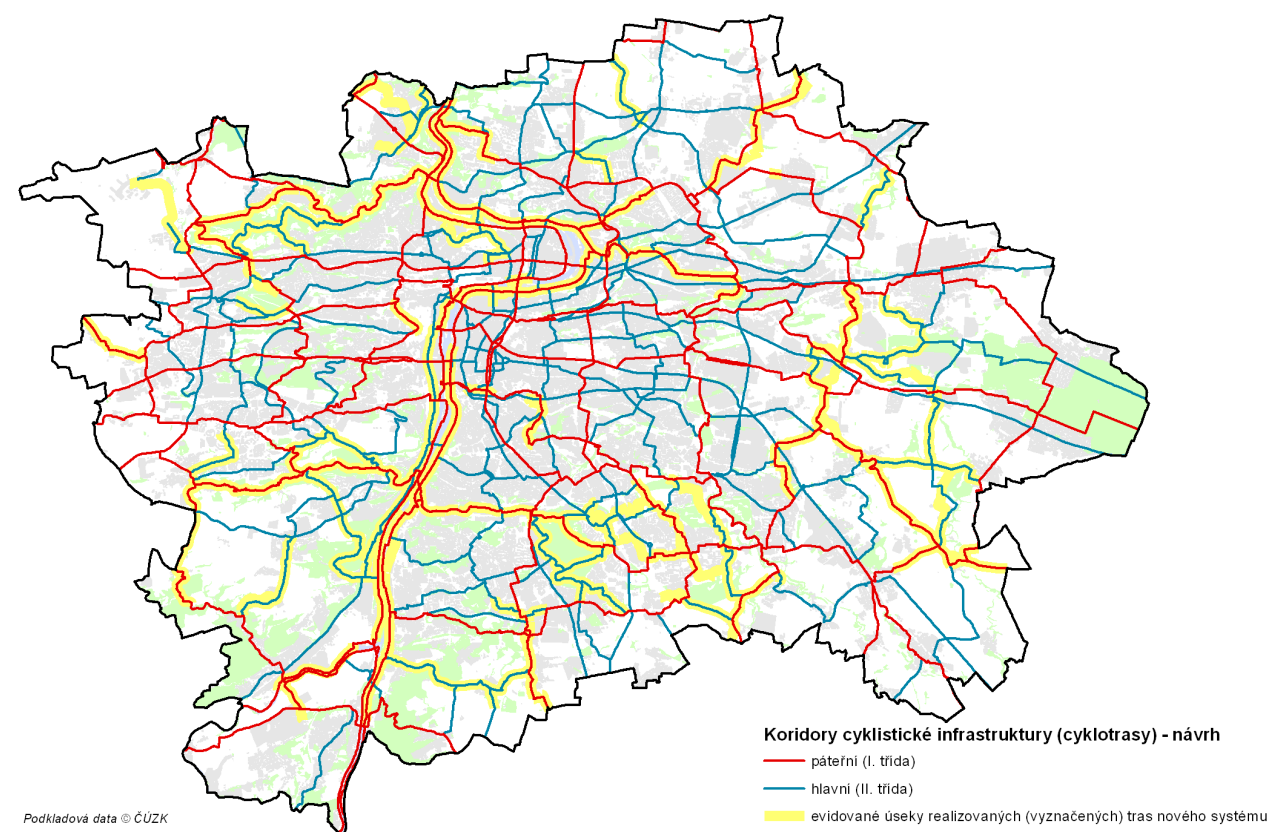 Koridory cyklistické infrastruktury (cyklotrasy) - návrh
páteřní (I. třída)
hlavní (II. třída)
evidované úseky realizovaných (vyznačených) tras nového systému
Podkladová data © ČÚZK